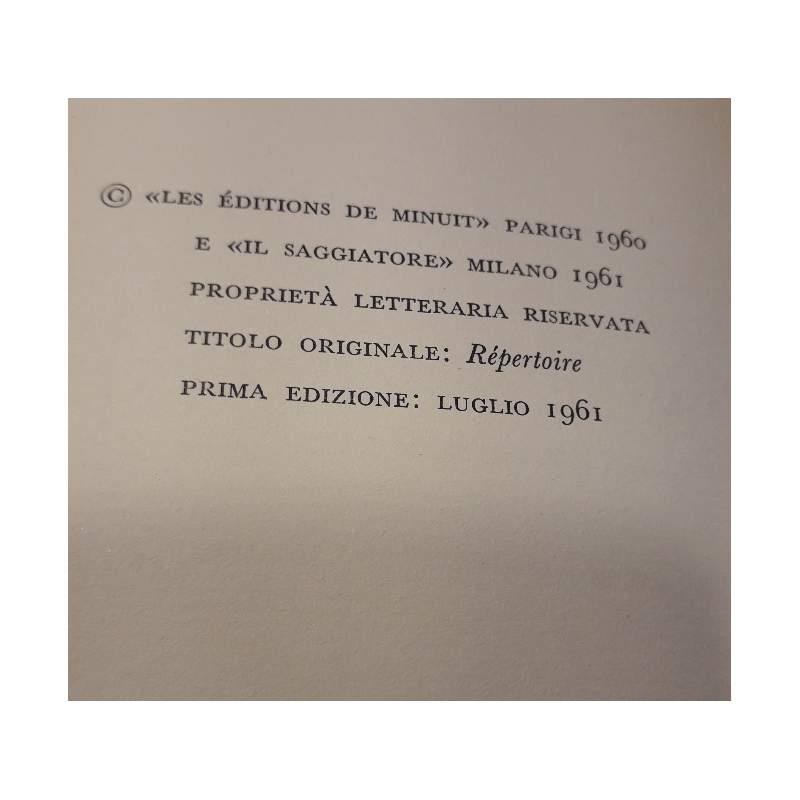 © «LES ÉDITIONS DE MINUIT» PARIGI 1960
E «IL SAGGIATORE» MILANO 1961
PROPRIETÀ LETTERARIA RISERVATA
TITOLO ORIGINALE: Répertoire
PRIMA EDIZIONE: LUGLIO 1961